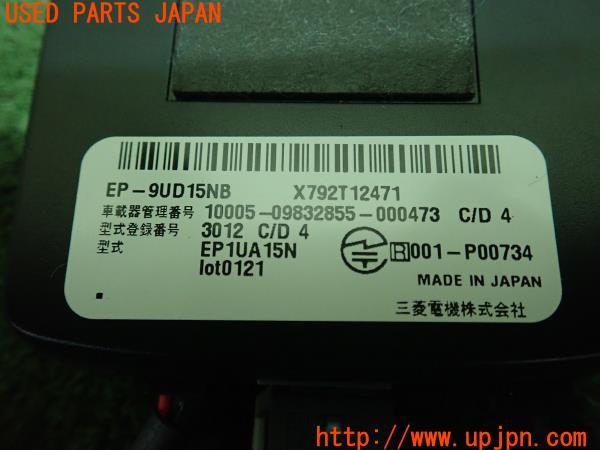 USED PARTS JAPAN
EP-9UD15NB X792T12471
車載器管理番号 10005-09832855-000473 C/D 4
型式登録番号 3012 C/D 4
型式 EP1UA15N
lot0121
R 001-P00734
MADE IN JAPAN
三菱電機株式会社
UPJ http://www.upjpn.com/